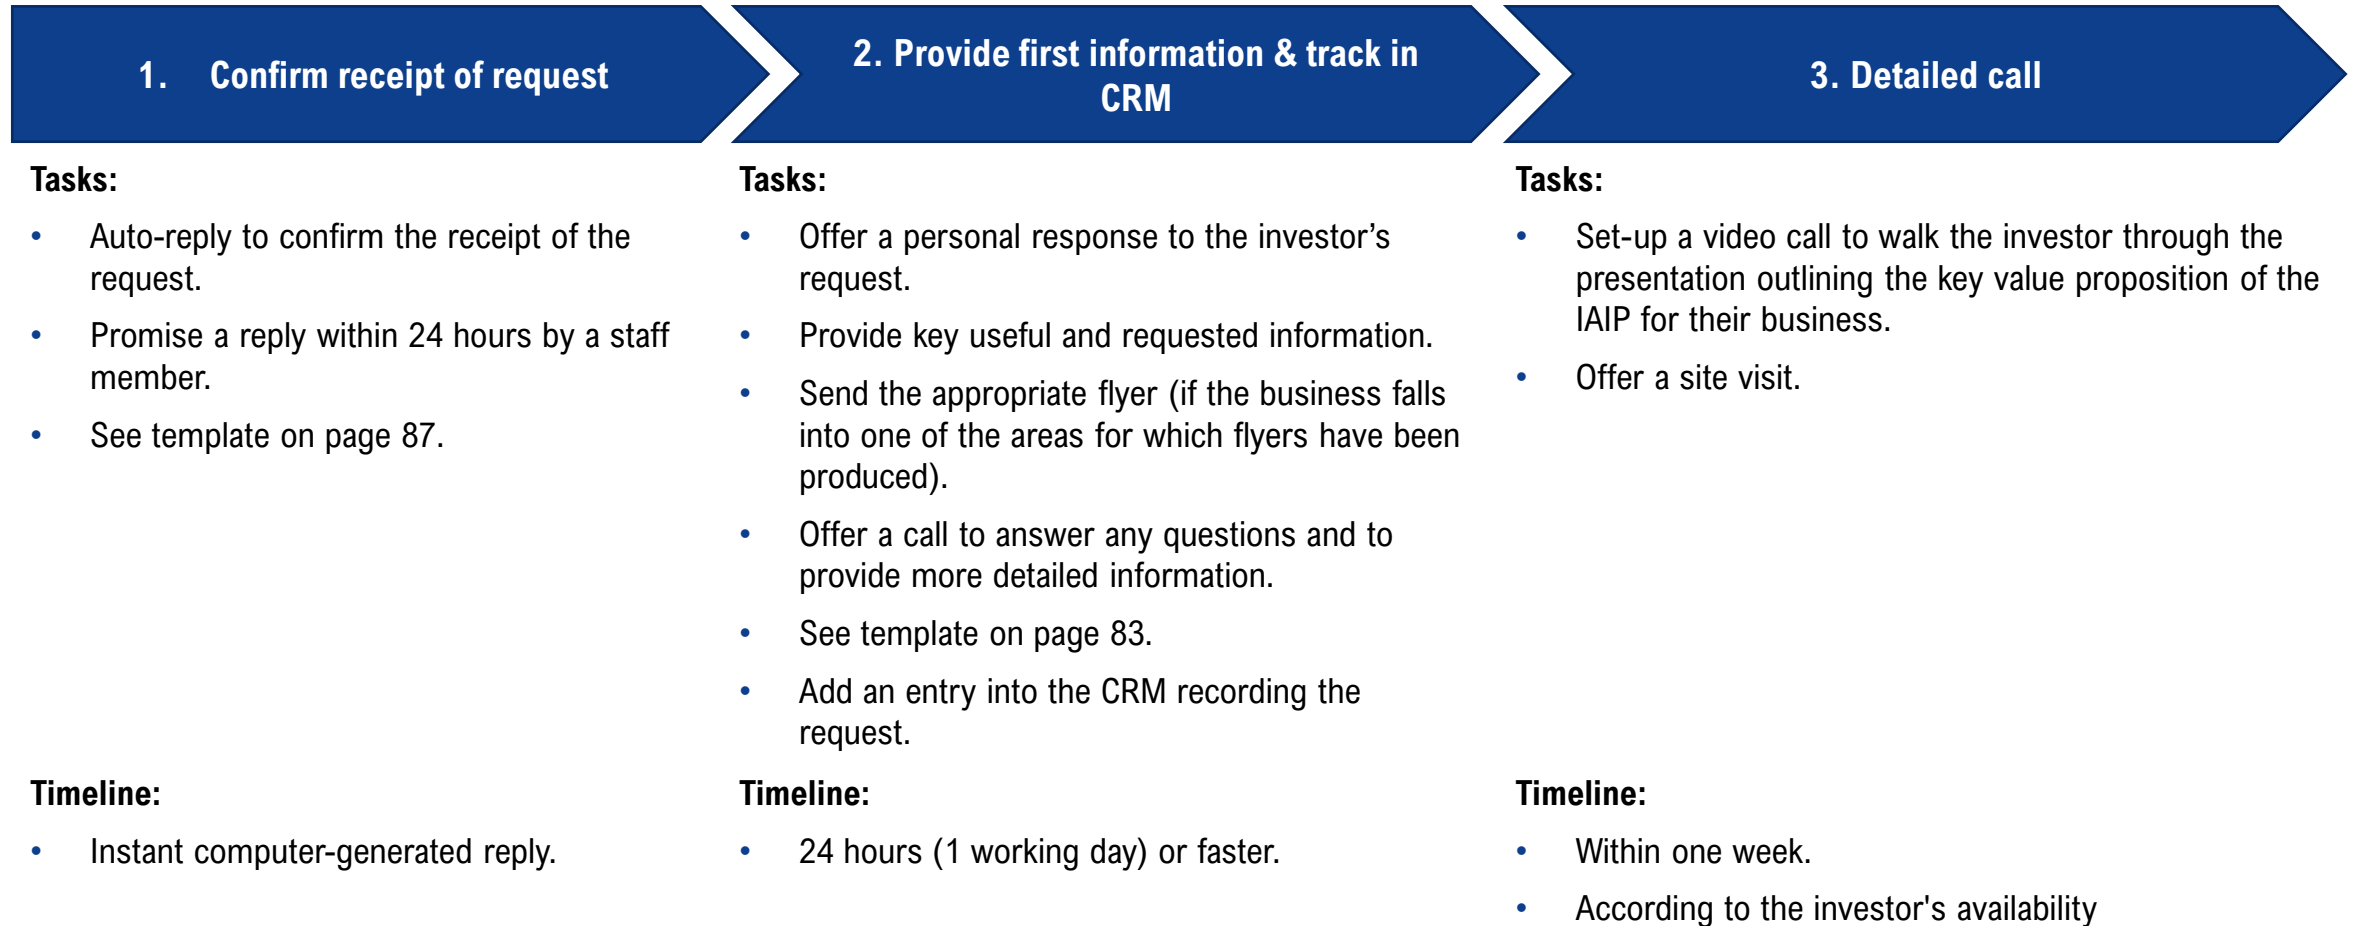 1. Confirm receipt of request
2. Provide first information & track in
CRM
3. Detailed call
Tasks:
• Auto-reply to confirm the receipt of the
request.
• Promise a reply within 24 hours by a staff
member.
• See template on page 87.
Timeline:
• Instant computer-generated reply.
Tasks:
• Offer a personal response to the investor’s
request.
• Provide key useful and requested information.
• Send the appropriate flyer (if the business falls
into one of the areas for which flyers have been
produced).
• Offer a call to answer any questions and to
provide more detailed information.
• See template on page 83.
• Add an entry into the CRM recording the
request.
Timeline:
• 24 hours (1 working day) or faster.
Tasks:
• Set-up a video call to walk the investor through the
presentation outlining the key value proposition of the
IAIP for their business.
• Offer a site visit.
Timeline:
• Within one week.
• According to the investor's availability